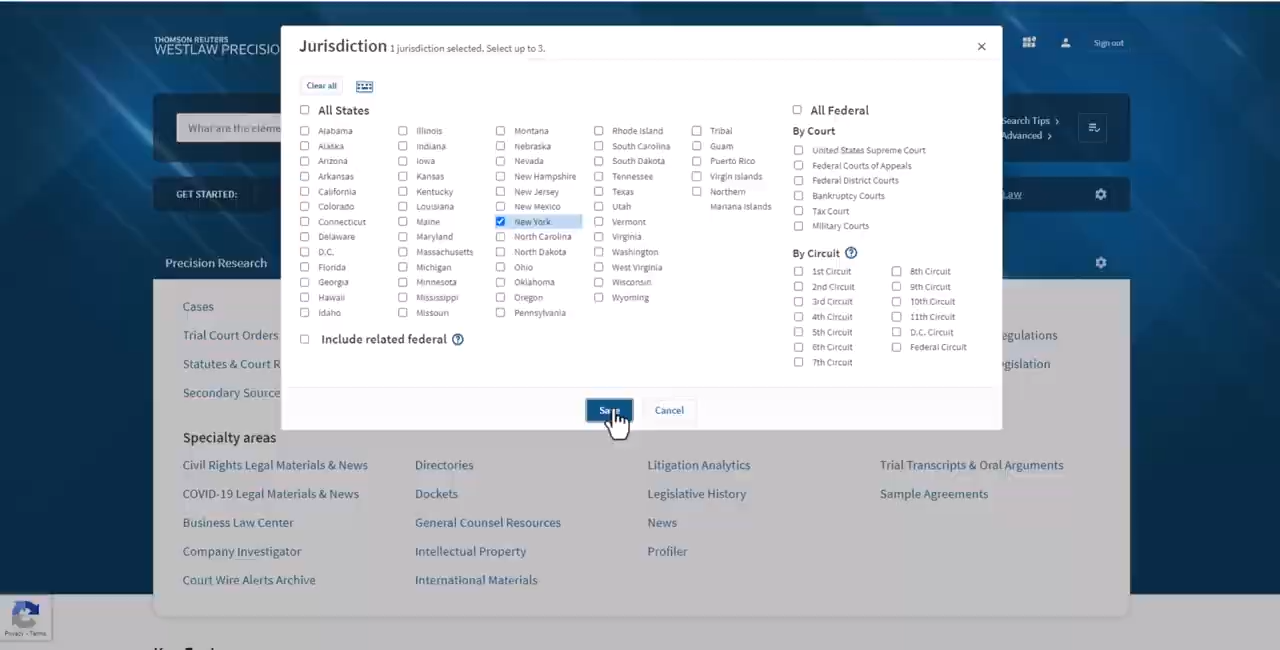 THOMSON REUTERS
WESTLAW PRECISIO
Sign out
Jurisdiction 1 jurisdiction selected. Select up to 3.
Clear all
All States
Alabama
Alaska
Arizona
Arkansas
California
Colorado
Connecticut
Delaware
D.C.
Florida
Georgia
Hawaii
Idaho
Illinois
Indiana
Iowa
Kansas
Kentucky
Louisiana
Maine
Maryland
Massachusetts
Michigan
Minnesota
Mississippi
Missouri
Montana
Nebraska
Nevada
New Hampshire
New Jersey
New Mexico
New York
North Carolina
North Dakota
Ohio
Oklahoma
Oregon
Pennsylvania
Rhode Island
South Carolina
South Dakota
Tennessee
Texas
Utah
Vermont
Virginia
Washington
West Virginia
Wisconsin
Wyoming
Tribal
Guam
Puerto Rico
Virgin Islands
Northern
Mariana Islands
Include related federal ?
All Federal
By Court
United States Supreme Court
Federal Courts of Appeals
Federal District Courts
Bankruptcy Courts
Tax Court
Military Courts
By Circuit ?
1st Circuit
2nd Circuit
3rd Circuit
4th Circuit
5th Circuit
6th Circuit
7th Circuit
8th Circuit
9th Circuit
10th Circuit
11th Circuit
D.C. Circuit
Federal Circuit
Save
Cancel
What are the eleme
Search Tips >
Advanced >
GET STARTED:
Law
Precision Research
Cases
Trial Court Orders
Statutes & Court R
Secondary Source
egulations
egislation
Specialty areas
Civil Rights Legal Materials & News
COVID-19 Legal Materials & News
Business Law Center
Company Investigator
Court Wire Alerts Archive
Directories
Dockets
General Counsel Resources
Intellectual Property
International Materials
Litigation Analytics
Legislative History
News
Profiler
Trial Transcripts & Oral Arguments
Sample Agreements
Privacy - Terms